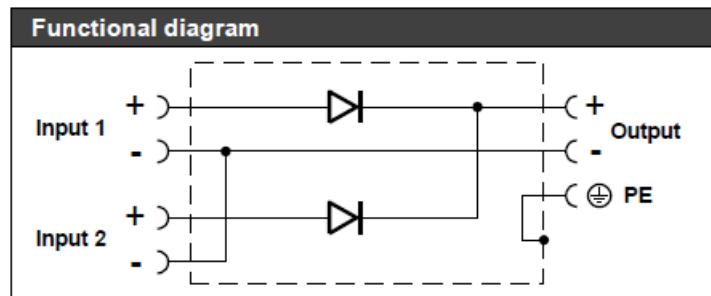 Functional diagram
Input 1
+
-
+
-
Output
PE
Input 2
+
-